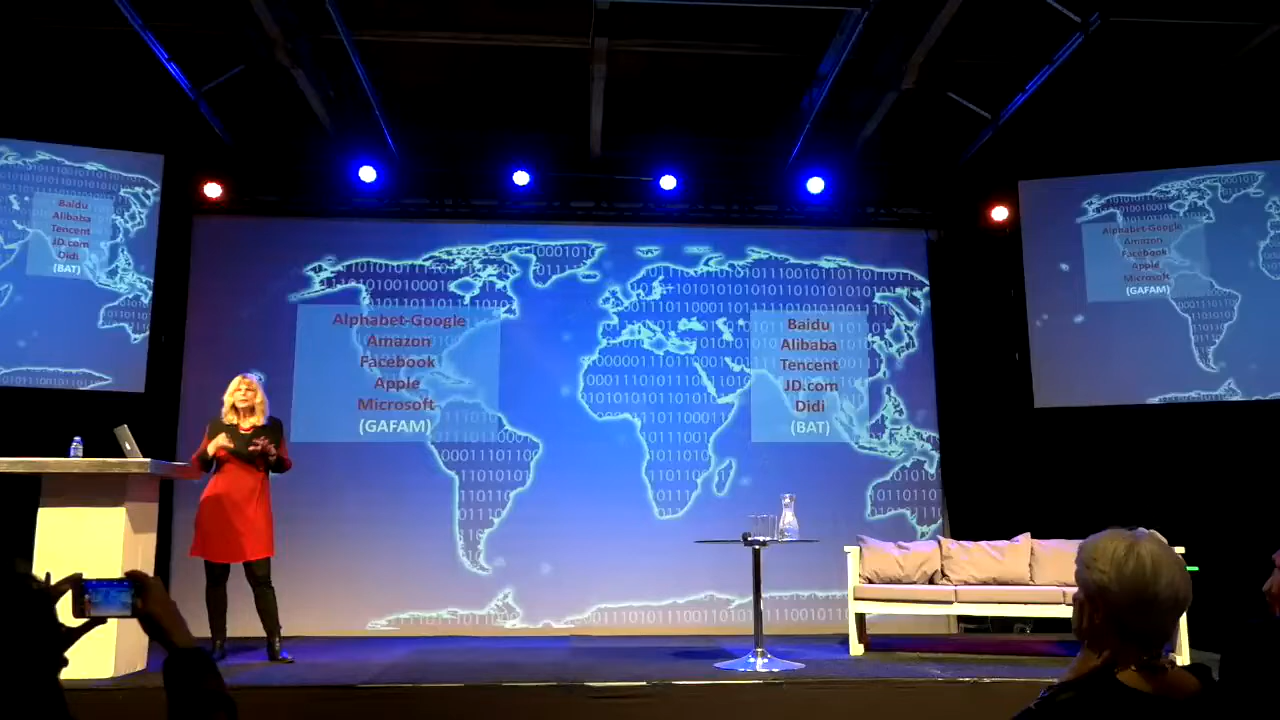 Baidu
Alibaba
Tencent
JD.com
Didi
(BAT)
Alphabet-Google
Amazon
Facebook
Apple
Microsoft
(GAFAM)
Baidu
Alibaba
Tencent
JD.com
Didi
(BAT)
Alphabet-Google
Amazon
Facebook
Apple
Microsoft
(GAFAM)